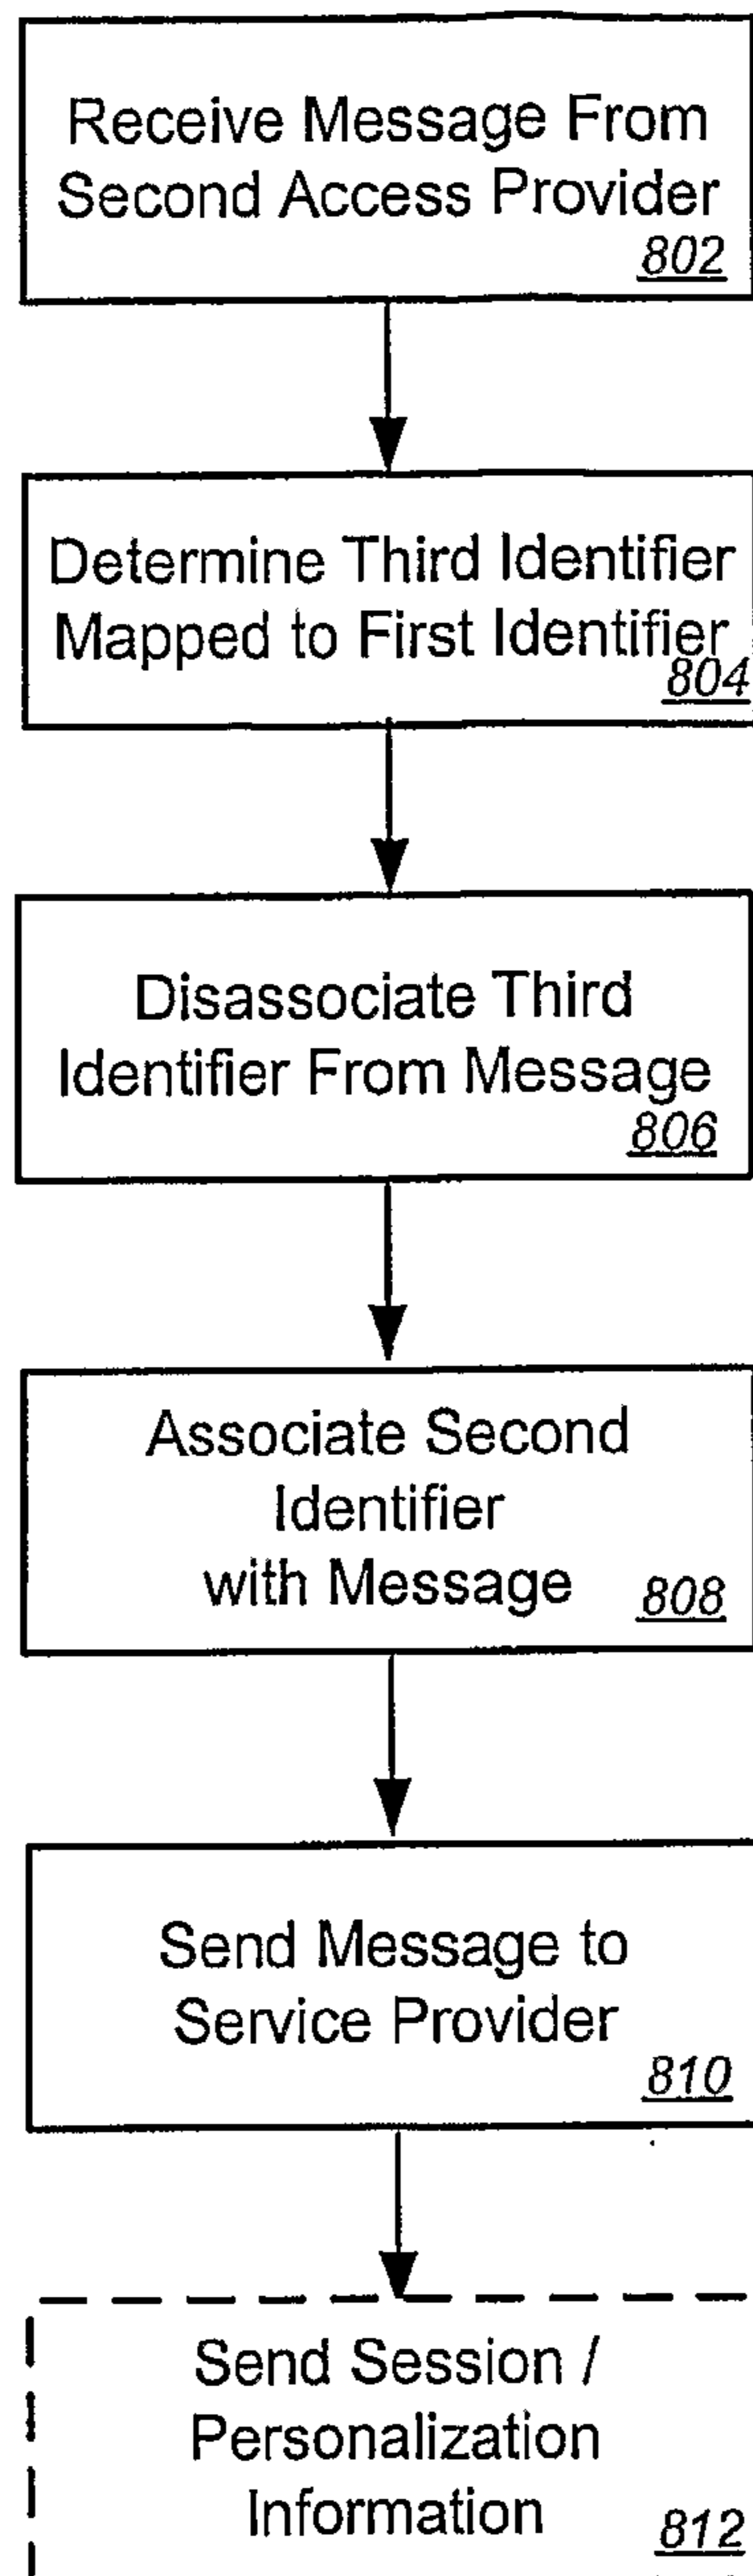 Receive Message From
Second Access Provider
802
Determine Third Identifier
Mapped to First Identifier
804
Disassociate Third
Identifier From Message
806
Associate Second
Identifier
with Message
808
Send Message to
Service Provider
810
Send Session /
Personalization
Information
812